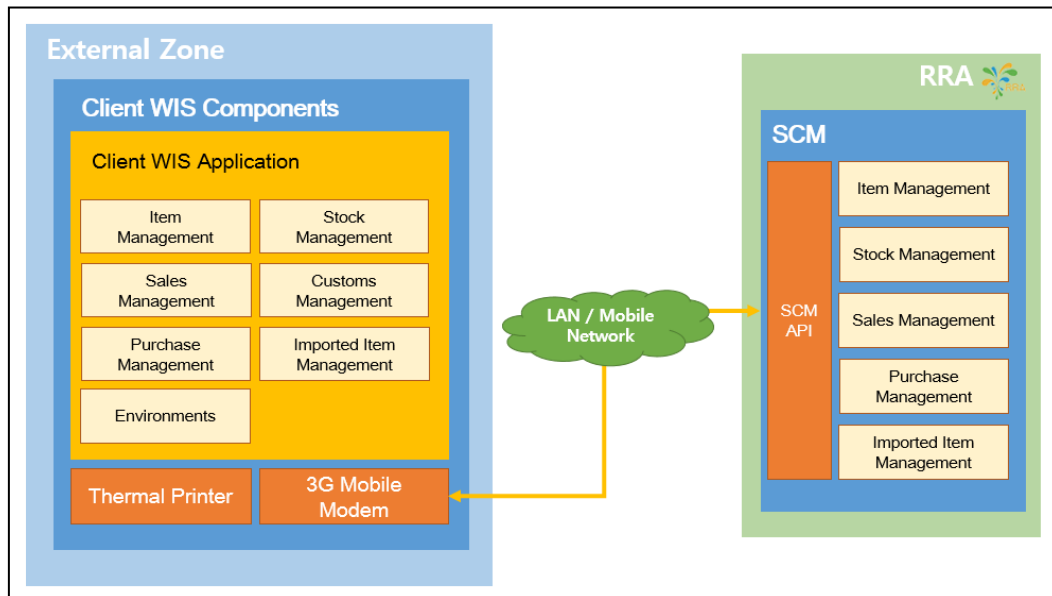 External Zone
Client WIS Components
Client WIS Application
Item
Management
Stock
Management
Sales
Management
Customs
Management
Purchase
Management
Imported Item
Management
Environments
Thermal Printer
3G Mobile
Modem
LAN / Mobile
Network
RRA
RRA
SCM
SCM
API
Item Management
Stock Management
Sales Management
Purchase
Management
Imported Item
Management